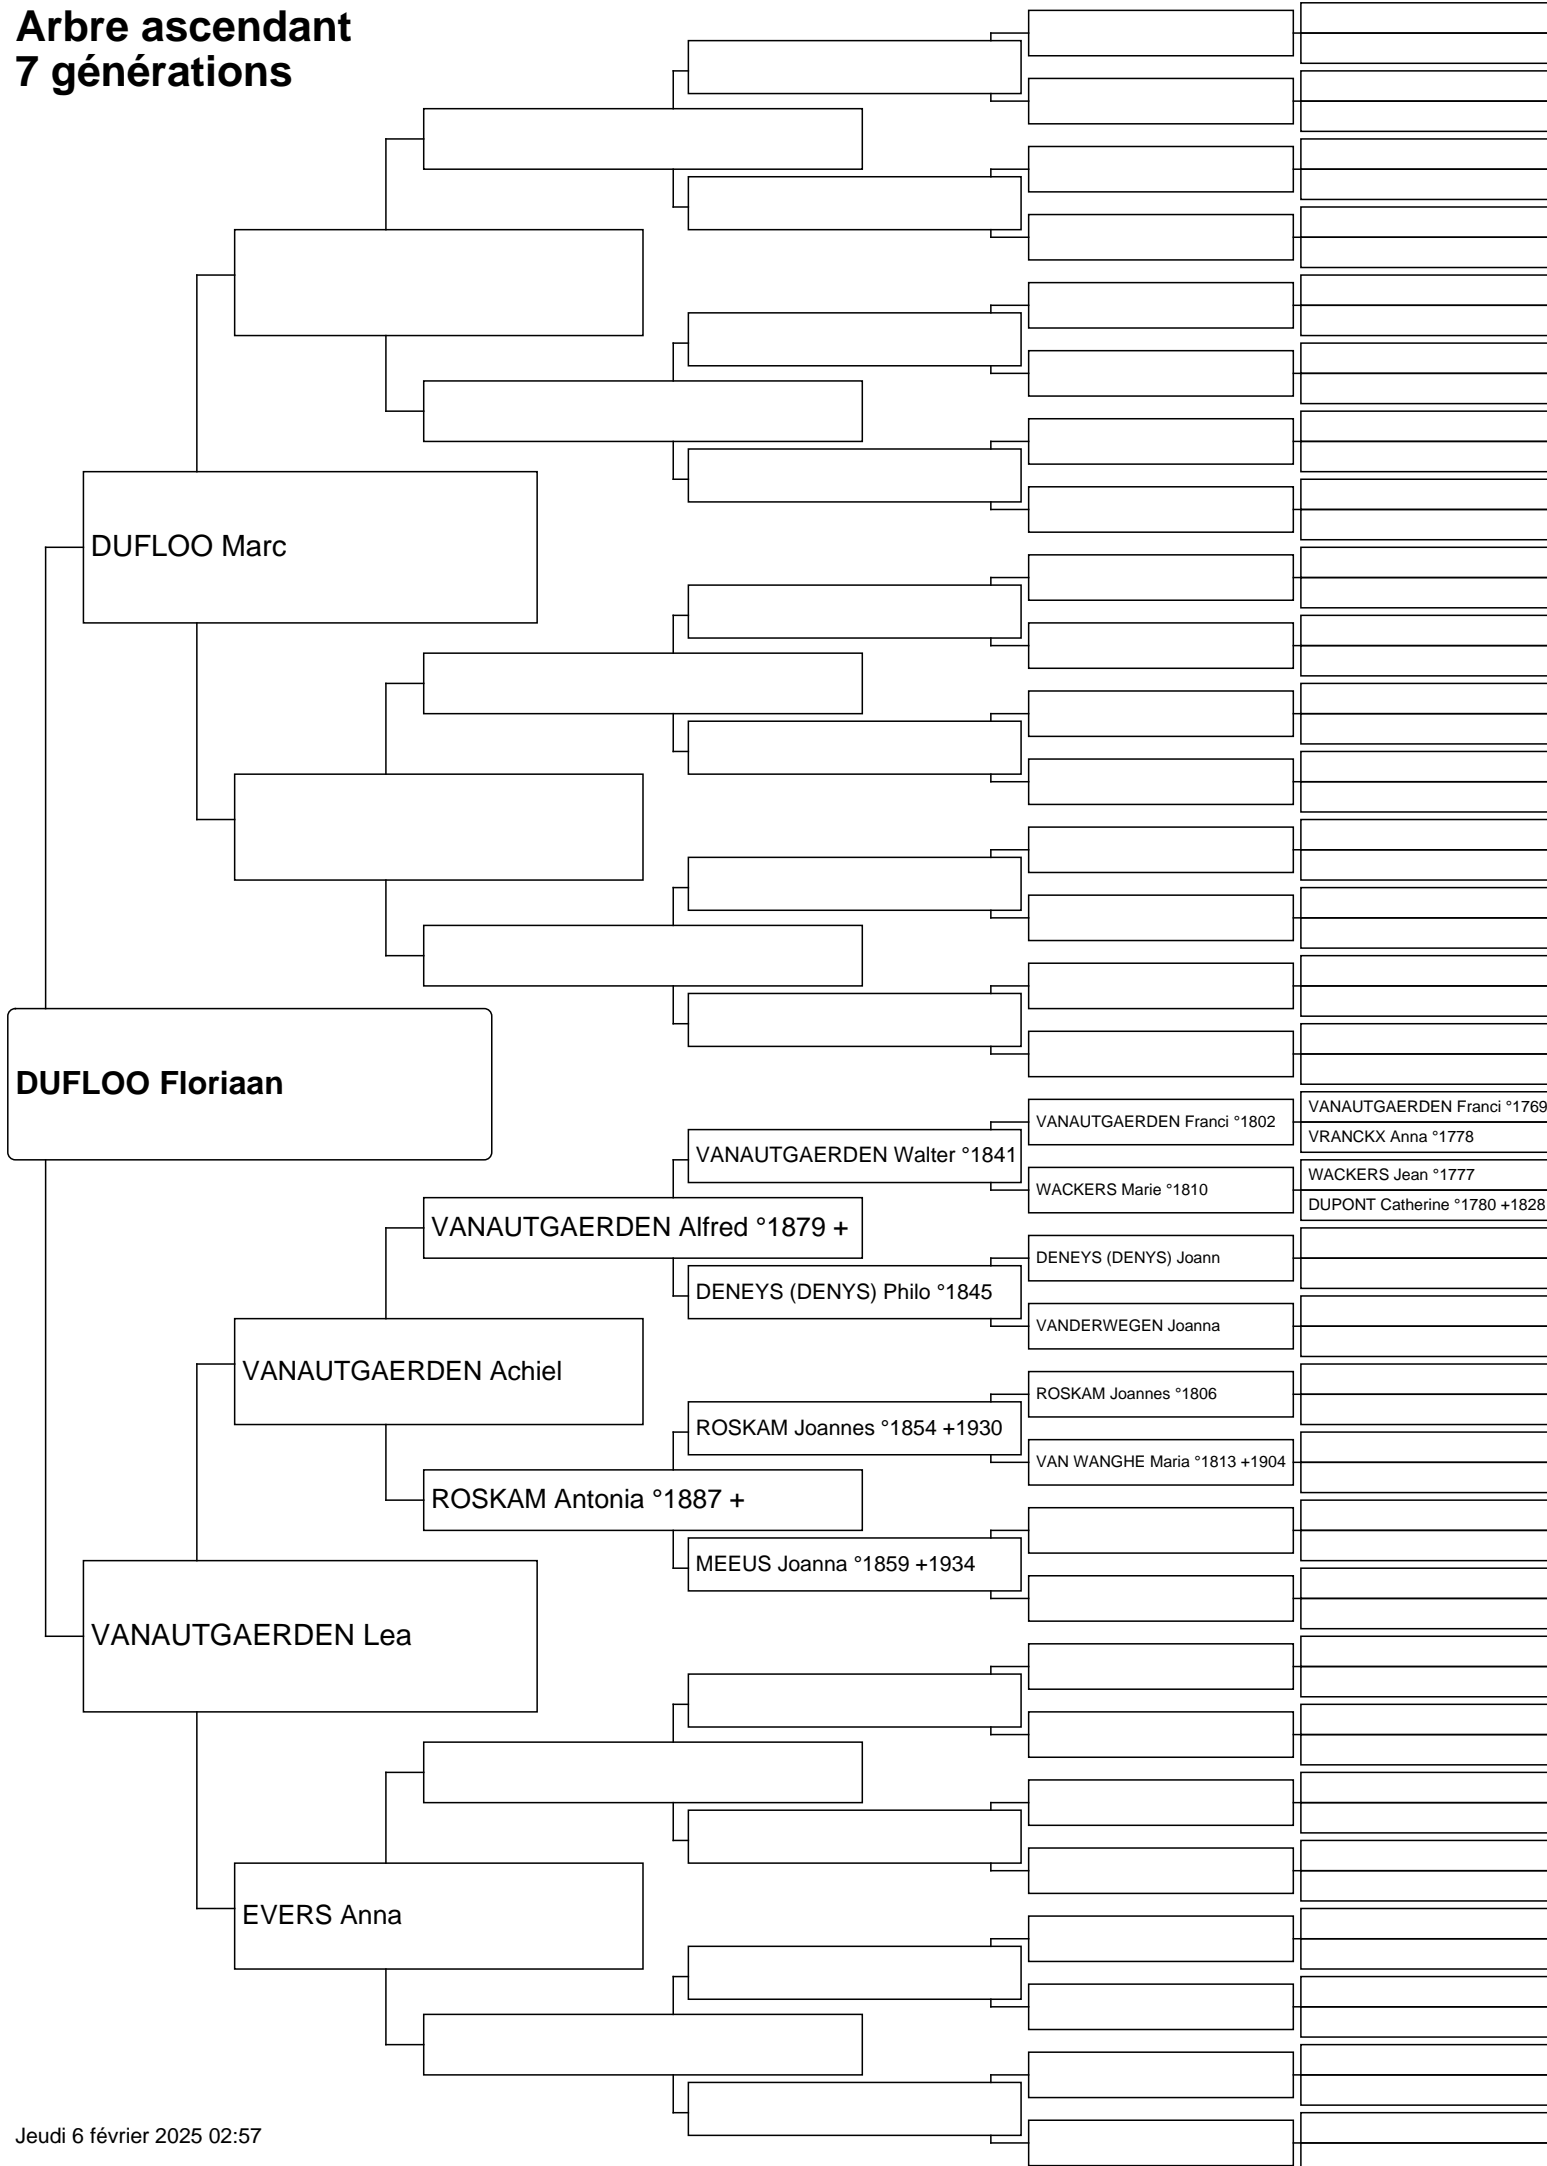 Arbre ascendant
7 générations
DUFLOO Marc
DUFLOO Floriaan
VANAUTGAERDEN Franci °1802
VANAUTGAERDEN Franci °1769
VRANCKX Anna °1778
VANAUTGAERDEN Walter °1841
WACKERS Marie °1810
WACKERS Jean °1777
DUPONT Catherine °1780 +1828
VANAUTGAERDEN Alfred °1879 +
DENEYS (DENYS) Joann
DENEYS (DENYS) Philo °1845
VANDERWEGEN Joanna
VANAUTGAERDEN Achiel
ROSKAM Joannes °1806
ROSKAM Joannes °1854 +1930
VAN WANGHE Maria °1813 +1904
ROSKAM Antonia °1887 +
MEEUS Joanna °1859 +1934
VANAUTGAERDEN Lea
EVERS Anna
Jeudi 6 février 2025 02:57